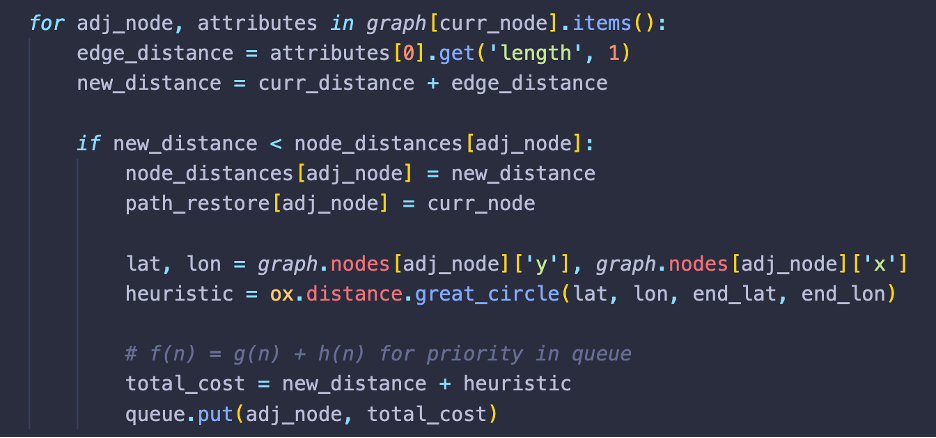 for adj_node, attributes in graph[curr_node].items():
    edge_distance = attributes[0].get('length', 1)
    new_distance = curr_distance + edge_distance

    if new_distance < node_distances[adj_node]:
        node_distances[adj_node] = new_distance
        path_restore[adj_node] = curr_node

        lat, lon = graph.nodes[adj_node]['y'], graph.nodes[adj_node]['x']
        heuristic = ox.distance.great_circle(lat, lon, end_lat, end_lon)

        # f(n) = g(n) + h(n) for priority in queue
        total_cost = new_distance + heuristic
        queue.put(adj_node, total_cost)